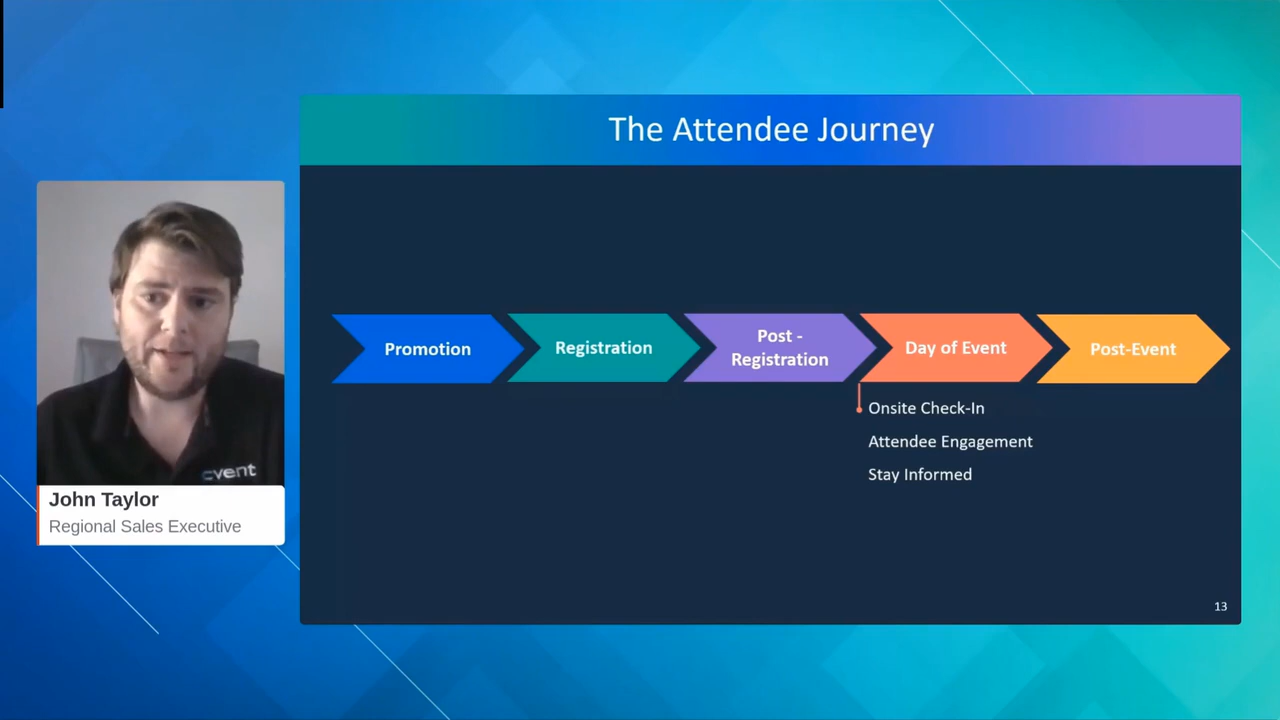 The Attendee Journey
Promotion
Registration
Post -
Registration
Day of Event
Post-Event
Onsite Check-In
Attendee Engagement
Stay Informed
cvent
John Taylor
Regional Sales Executive
13